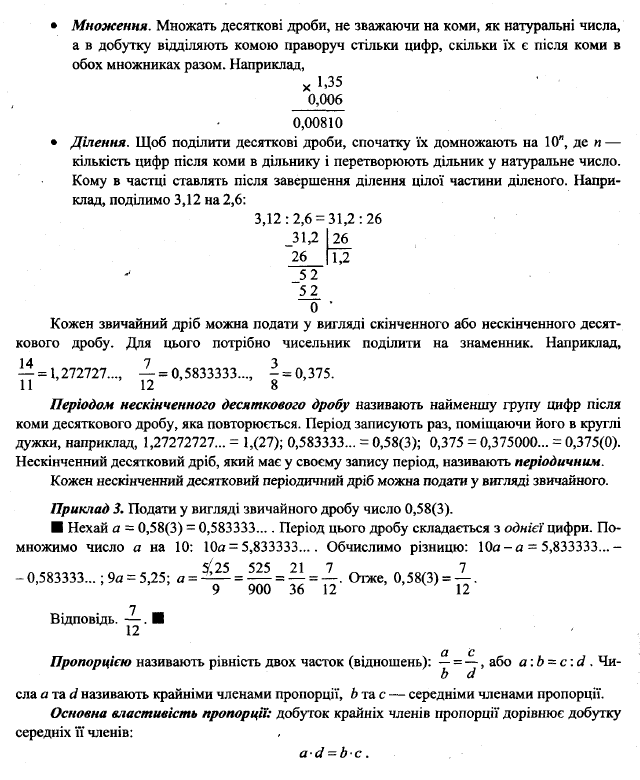 • Множення. Множать десяткові дроби, не зважаючи на коми, як натуральні числа,
а в добутку відділяють комою праворуч стільки цифр, скільки їх є після коми в
обох множниках разом. Наприклад,
× 1,35
0,006
0,00810
• Ділення. Щоб поділити десяткові дроби, спочатку їх домножають на 10ⁿ, де n —
кількість цифр після коми в дільнику і перетворюють дільник у натуральне число.
Кому в частці ставлять після завершення ділення цілої частини діленого. Напри-
клад, поділимо 3,12 на 2,6:
3,12 : 2,6 = 31,2 : 26
_31,2 | 26
26 | 1,2
_5 2
5 2
0
Кожен звичайний дріб можна подати у вигляді скінченного або нескінченного десят-
кового дробу. Для цього потрібно чисельник поділити на знаменник. Наприклад,
14/11 = 1,272727..., 7/12 = 0,5833333..., 3/8 = 0,375.
Періодом нескінченного десяткового дробу називають найменшу групу цифр після
коми десяткового дробу, яка повторюється. Період записують раз, поміщаючи його в круглі
дужки, наприклад, 1,27272727... = 1,(27); 0,583333... = 0,58(3); 0,375 = 0,375000... = 0,375(0).
Нескінченний десятковий дріб, який має у своєму запису період, називають періодичним.
Кожен нескінченний десятковий періодичний дріб можна подати у вигляді звичайного.
Приклад 3. Подати у вигляді звичайного дробу число 0,58(3).
■ Нехай a = 0,58(3) = 0,583333... . Період цього дробу складається з однієї цифри. По-
множимо число a на 10: 10a = 5,833333... . Обчислимо різницю: 10a – a = 5,833333... –
– 0,583333... ; 9a = 5,25; a = 5,25/9 = 525/900 = 21/36 = 7/12. Отже, 0,58(3) = 7/12.
Відповідь. 7/12. ■
Пропорцією називають рівність двох часток (відношень): a/b = c/d, або a : b = c : d . Чи-
сла a та d називають крайніми членами пропорції, b та c — середніми членами пропорції.
Основна властивість пропорції: добуток крайніх членів пропорції дорівнює добутку
середніх її членів:
a·d = b·c .